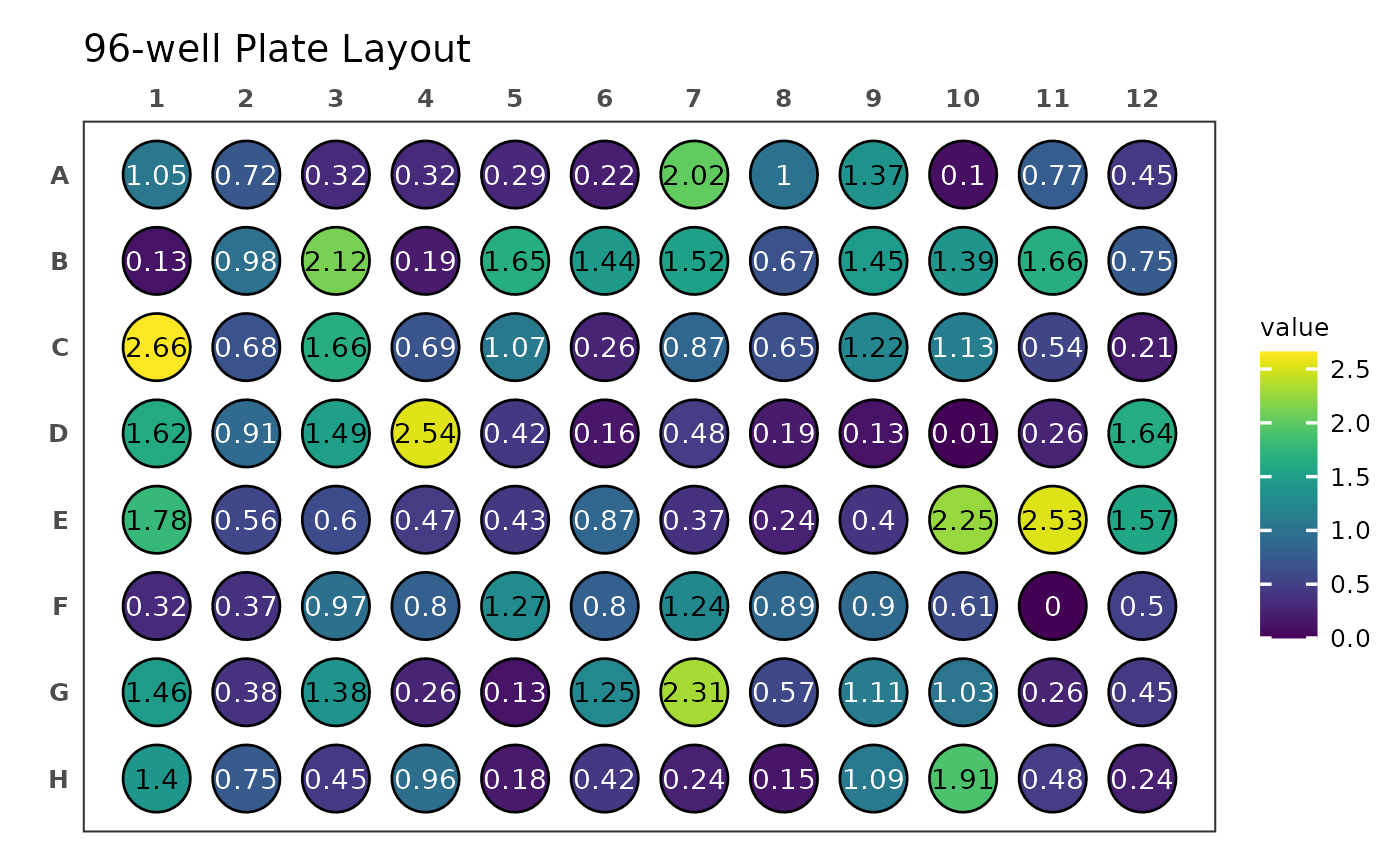 96-well Plate Layout
1 2 3 4 5 6 7 8 9 10 11 12
A 1.05 0.72 0.32 0.32 0.29 0.22 2.02 1 1.37 0.1 0.77 0.45
B 0.13 0.98 2.12 0.19 1.65 1.44 1.52 0.67 1.45 1.39 1.66 0.75
C 2.66 0.68 1.66 0.69 1.07 0.26 0.87 0.65 1.22 1.13 0.54 0.21
D 1.62 0.91 1.49 2.54 0.42 0.16 0.48 0.19 0.13 0.01 0.26 1.64
E 1.78 0.56 0.6 0.47 0.43 0.87 0.37 0.24 0.4 2.25 2.53 1.57
F 0.32 0.37 0.97 0.8 1.27 0.8 1.24 0.89 0.9 0.61 0 0.5
G 1.46 0.38 1.38 0.26 0.13 1.25 2.31 0.57 1.11 1.03 0.26 0.45
H 1.4 0.75 0.45 0.96 0.18 0.42 0.24 0.15 1.09 1.91 0.48 0.24
value
2.5
2.0
1.5
1.0
0.5
0.0